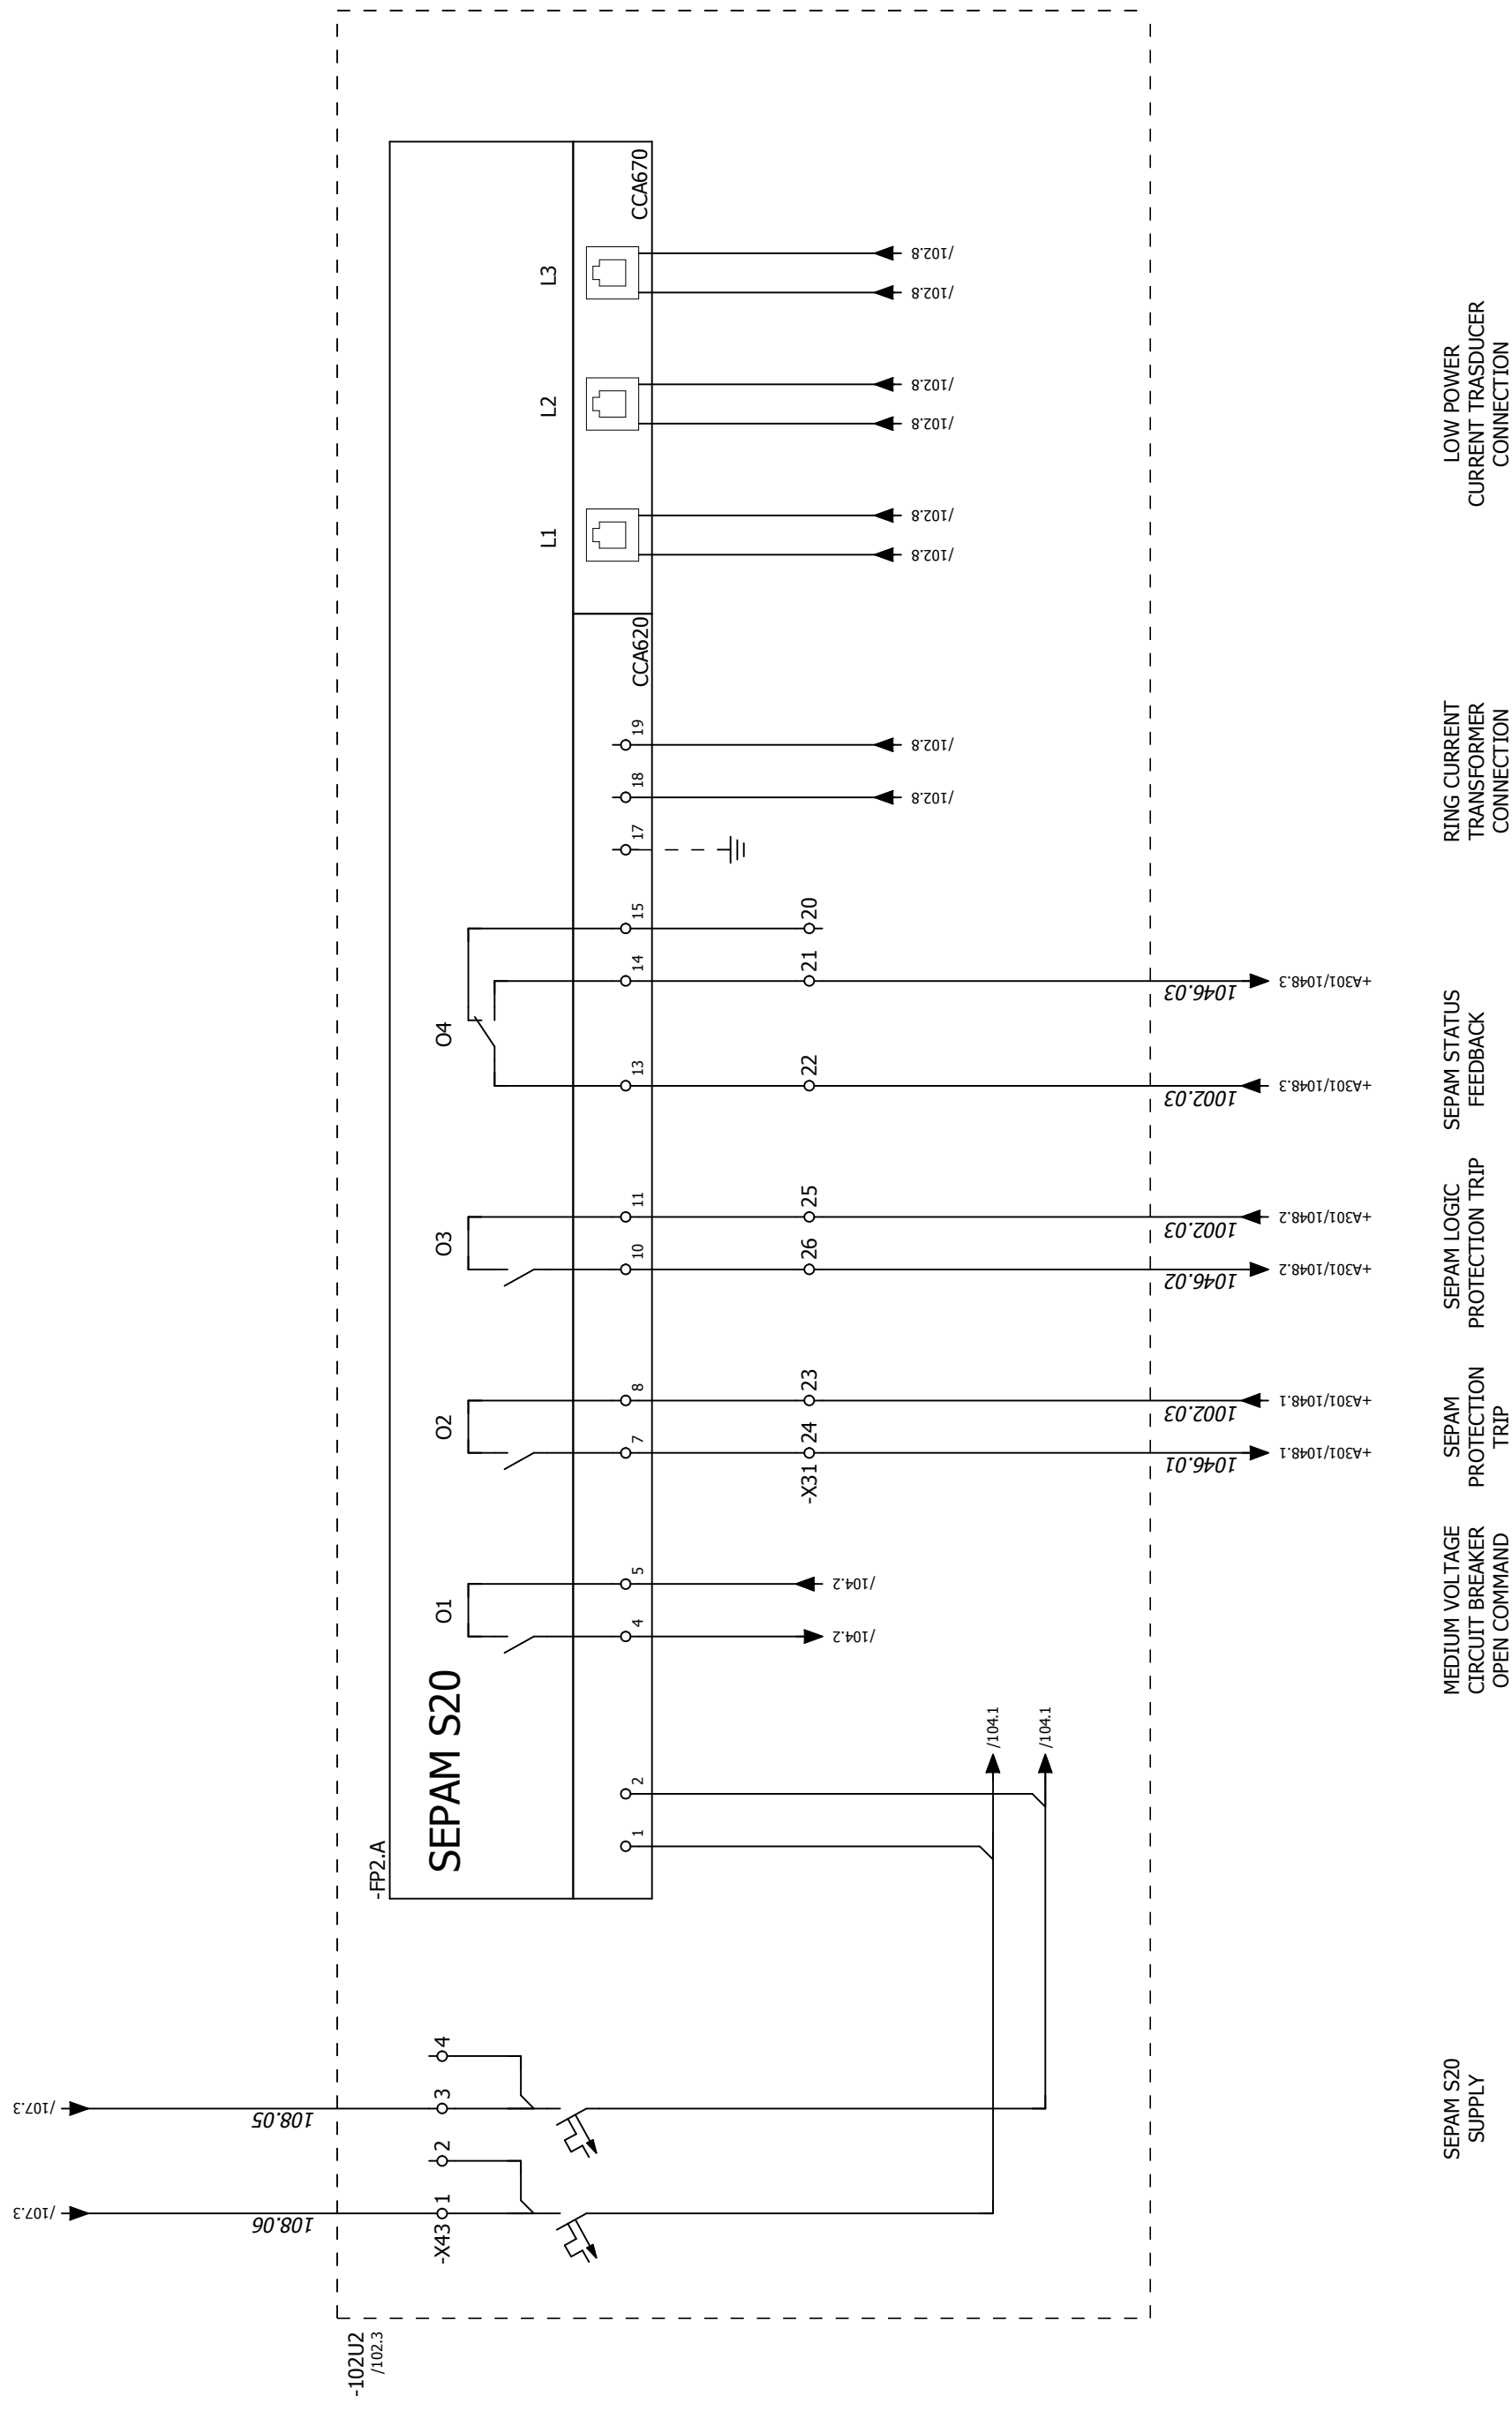 -102U2
/102.3
/107.3
/107.3
108.06
108.05
-X43
1
2
3
4
-FP2.A
SEPAM S20
O1
O2
O3
O4
L1
L2
L3
1
2
4
5
7
8
10
11
13
14
15
17
18
19
CCA620
CCA670
-X31
24
23
26
25
22
21
20
/104.1
/104.1
/104.2
/104.2
/102.8
/102.8
/102.8
/102.8
/102.8
/102.8
/102.8
/102.8
1046.01
1002.03
1046.02
1002.03
1002.03
1046.03
+A301/1048.1
+A301/1048.1
+A301/1048.2
+A301/1048.2
+A301/1048.3
+A301/1048.3
SEPAM S20
SUPPLY
MEDIUM VOLTAGE
CIRCUIT BREAKER
OPEN COMMAND
SEPAM
PROTECTION
TRIP
SEPAM LOGIC
PROTECTION TRIP
SEPAM STATUS
FEEDBACK
RING CURRENT
TRANSFORMER
CONNECTION
LOW POWER
CURRENT TRASDUCER
CONNECTION